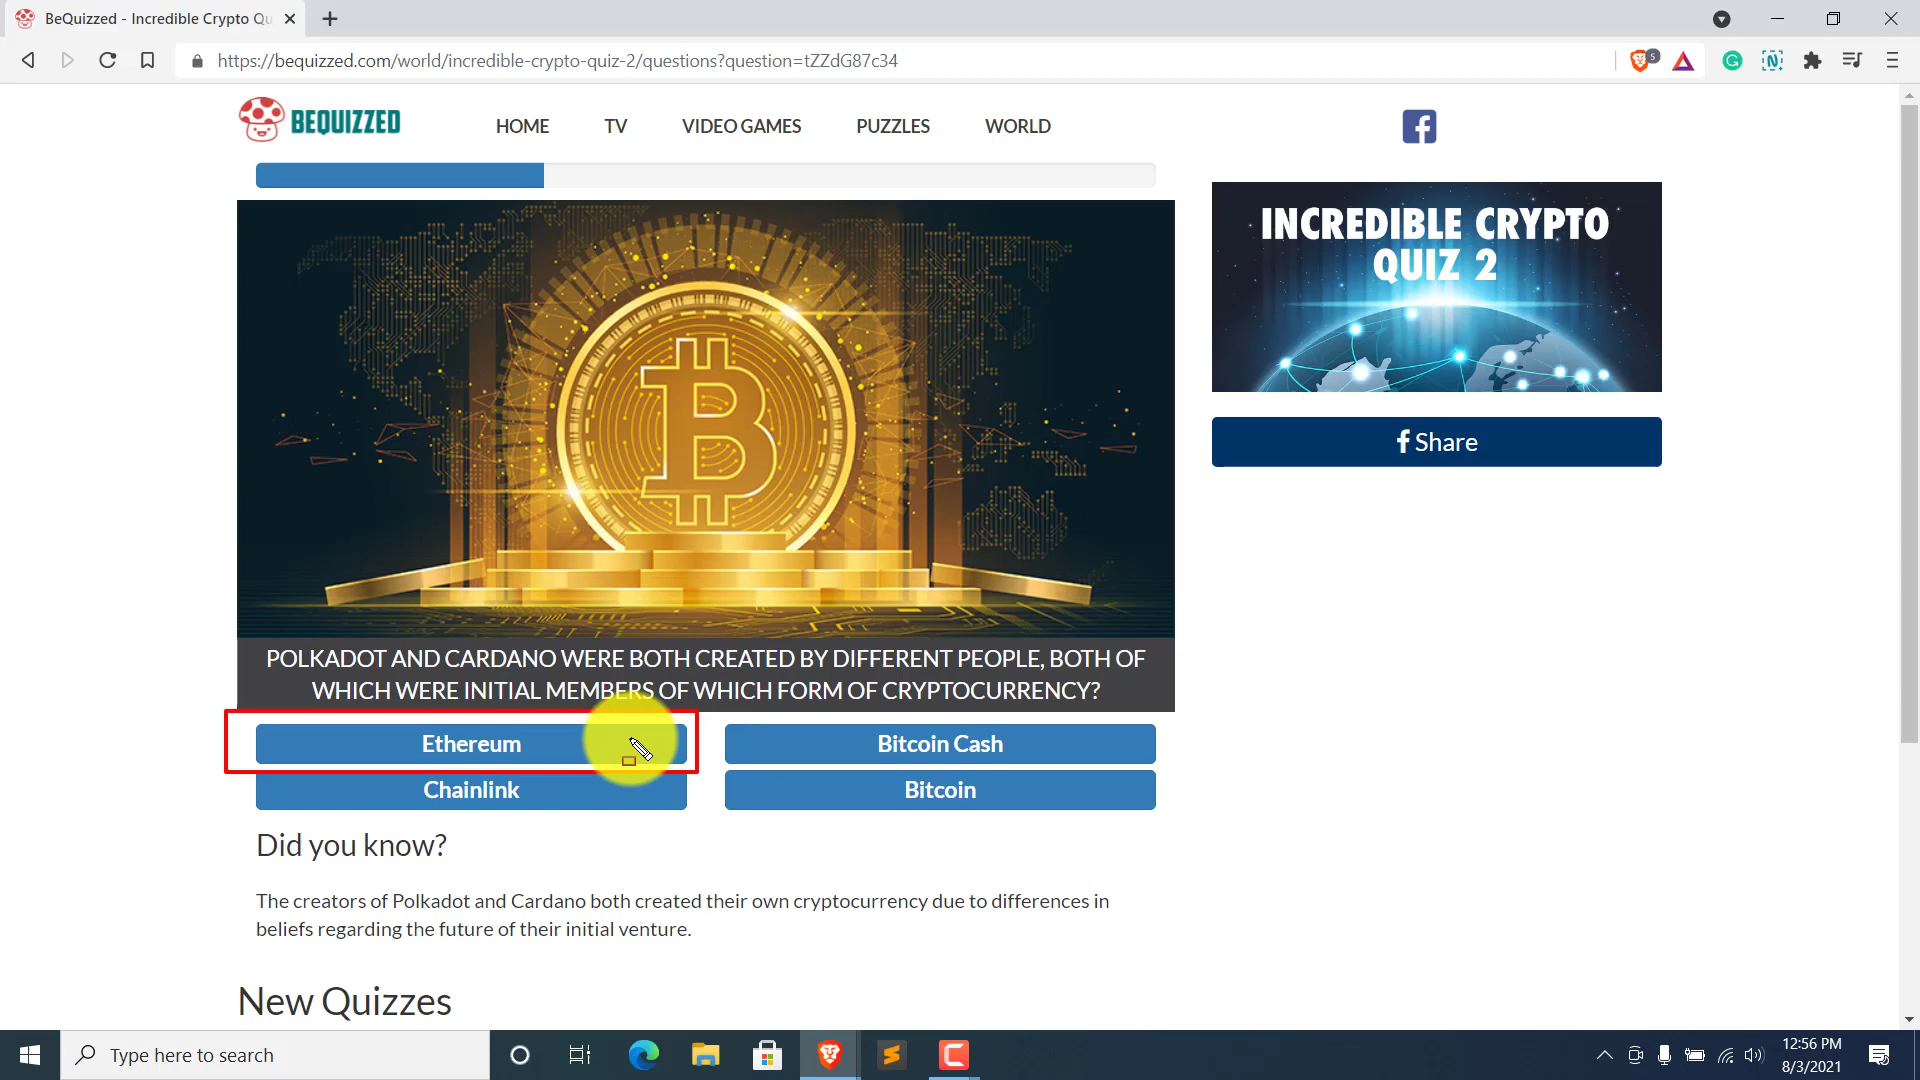 BeQuizzed - Incredible Crypto Qu
https://bequizzed.com/world/incredible-crypto-quiz-2/questions?question=tZZdG87c34
5
BEQUIZZED
HOME
TV
VIDEO GAMES
PUZZLES
WORLD
INCREDIBLE CRYPTO
QUIZ 2
Share
POLKADOT AND CARDANO WERE BOTH CREATED BY DIFFERENT PEOPLE, BOTH OF
WHICH WERE INITIAL MEMBERS OF WHICH FORM OF CRYPTOCURRENCY?
Ethereum
Bitcoin Cash
Chainlink
Bitcoin
Did you know?
The creators of Polkadot and Cardano both created their own cryptocurrency due to differences in
beliefs regarding the future of their initial venture.
New Quizzes
Type here to search
12:56 PM
8/3/2021